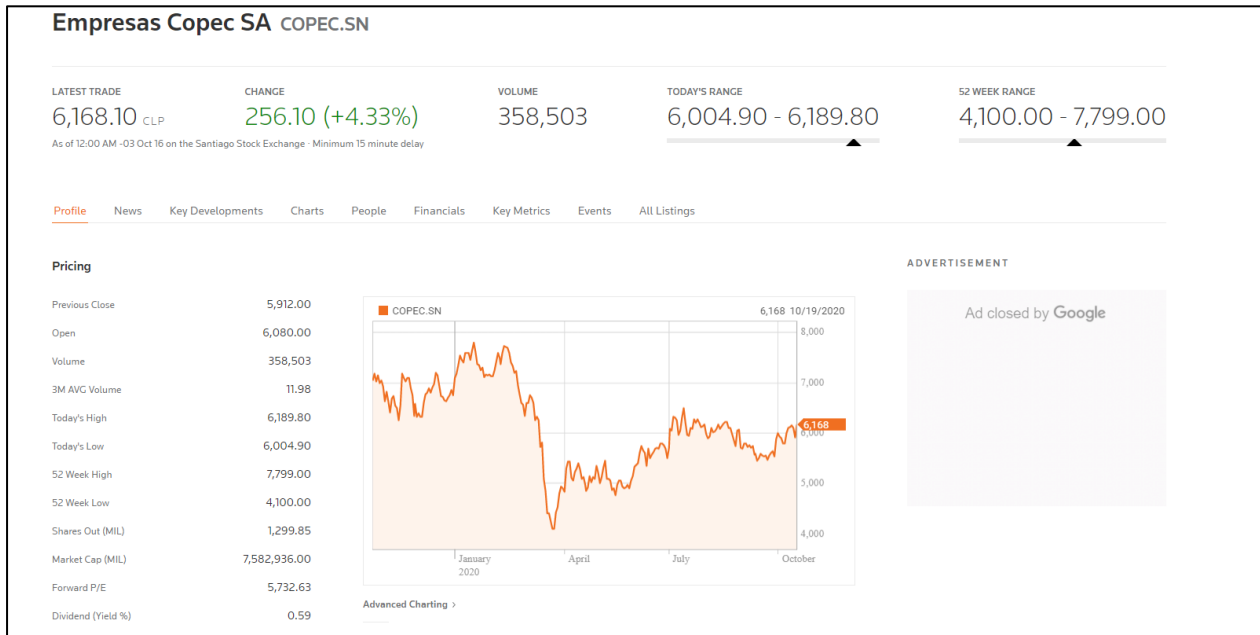 Empresas Copec SA COPEC.SN
LATEST TRADE CHANGE VOLUME TODAY'S RANGE 52 WEEK RANGE
6,168.10 CLP 256.10 (+4.33%) 358,503 6,004.90 - 6,189.80 4,100.00 - 7,799.00
As of 12:00 AM -03 Oct 16 on the Santiago Stock Exchange · Minimum 15 minute delay
Profile News Key Developments Charts People Financials Key Metrics Events All Listings
Pricing
Previous Close 5,912.00
Open 6,080.00
Volume 358,503
3M AVG Volume 11.98
Today's High 6,189.80
Today's Low 6,004.90
52 Week High 7,799.00
52 Week Low 4,100.00
Shares Out (MIL) 1,299.85
Market Cap (MIL) 7,582,936.00
Forward P/E 5,732.63
Dividend (Yield %) 0.59
COPEC.SN 6,168 10/19/2020
8,000
7,000
6,168
6,000
5,000
4,000
January April July October
2020
Advanced Charting >
ADVERTISEMENT
Ad closed by Google